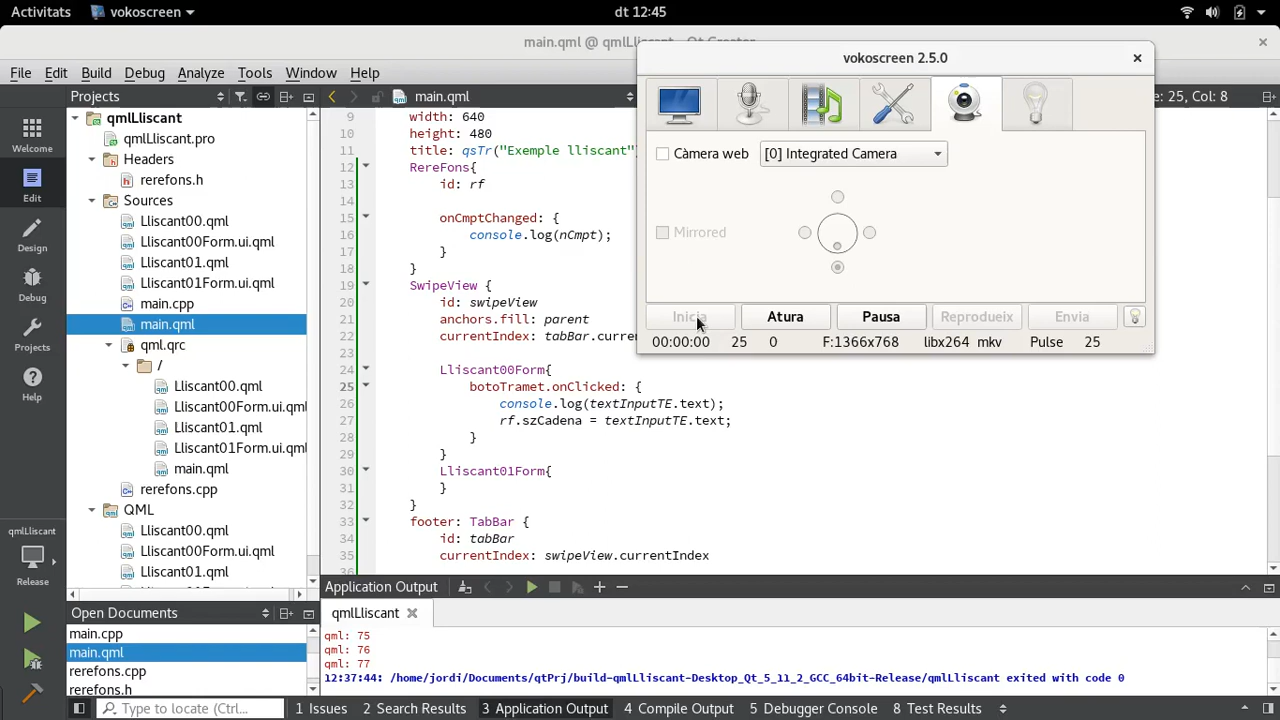 Activitats
vokoscreen
dt 12:45
main.qml @ qmlLliscant - Qt Creator
File Edit Build Debug Analyze Tools Window Help
Projects
main.qml
e: 25, Col: 8
Welcome
Edit
Design
Debug
Projects
Help
qmlLliscant
Release
qmlLliscant
qmlLliscant.pro
Headers
rerefons.h
Sources
Lliscant00.qml
Lliscant00Form.ui.qml
Lliscant01.qml
Lliscant01Form.ui.qml
main.cpp
main.qml
qml.qrc
/
Lliscant00.qml
Lliscant00Form.ui.qml
Lliscant01.qml
Lliscant01Form.ui.qml
main.qml
rerefons.cpp
QML
Lliscant00.qml
Lliscant00Form.ui.qml
Lliscant01.qml
Open Documents
main.cpp
main.qml
rerefons.cpp
rerefons.h
9 width: 640
10 height: 480
11 title: qsTr("Exemple lliscant")
12 RereFons{
13 id: rf
14
15 onCmptChanged: {
16 console.log(nCmpt);
17 }
18 }
19 SwipeView {
20 id: swipeView
21 anchors.fill: parent
22 currentIndex: tabBar.curre
23
24 Lliscant00Form{
25 botoTramet.onClicked: {
26 console.log(textInputTE.text);
27 rf.szCadena = textInputTE.text;
28 }
29 }
30 Lliscant01Form{
31 }
32 }
33 footer: TabBar {
34 id: tabBar
35 currentIndex: swipeView.currentIndex
36
vokoscreen 2.5.0
Càmera web
[0] Integrated Camera
Mirrored
Inicia
Atura
Pausa
Reprodueix
Envia
00:00:00 25 0 F:1366x768 libx264 mkv Pulse 25
Application Output
qmlLliscant
qml: 75
qml: 76
qml: 77
12:37:44: /home/jordi/Documents/qtPrj/build-qmlLliscant-Desktop_Qt_5_11_2_GCC_64bit-Release/qmlLliscant exited with code 0
Type to locate (Ctrl...
1 Issues
2 Search Results
3 Application Output
4 Compile Output
5 Debugger Console
8 Test Results